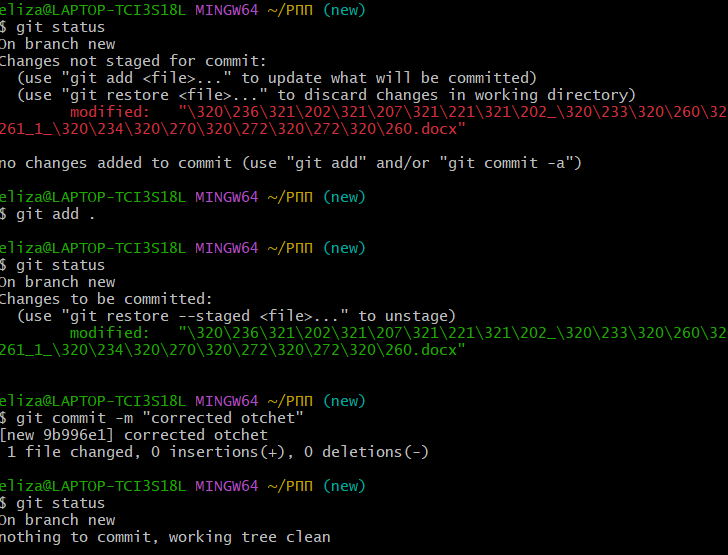 eliza@LAPTOP-TCI3S18L MINGW64 ~/РПП (new)
$ git status
On branch new
Changes not staged for commit:
  (use "git add <file>..." to update what will be committed)
  (use "git restore <file>..." to discard changes in working directory)
        modified:   "\320\236\321\202\321\207\321\221\321\202_\320\233\320\260\32
261_1_\320\234\320\270\320\272\320\272\320\260.docx"

no changes added to commit (use "git add" and/or "git commit -a")

eliza@LAPTOP-TCI3S18L MINGW64 ~/РПП (new)
$ git add .

eliza@LAPTOP-TCI3S18L MINGW64 ~/РПП (new)
$ git status
On branch new
Changes to be committed:
  (use "git restore --staged <file>..." to unstage)
        modified:   "\320\236\321\202\321\207\321\221\321\202_\320\233\320\260\32
261_1_\320\234\320\270\320\272\320\272\320\260.docx"

eliza@LAPTOP-TCI3S18L MINGW64 ~/РПП (new)
$ git commit -m "corrected otchet"
[new 9b996e1] corrected otchet
 1 file changed, 0 insertions(+), 0 deletions(-)

eliza@LAPTOP-TCI3S18L MINGW64 ~/РПП (new)
$ git status
On branch new
nothing to commit, working tree clean